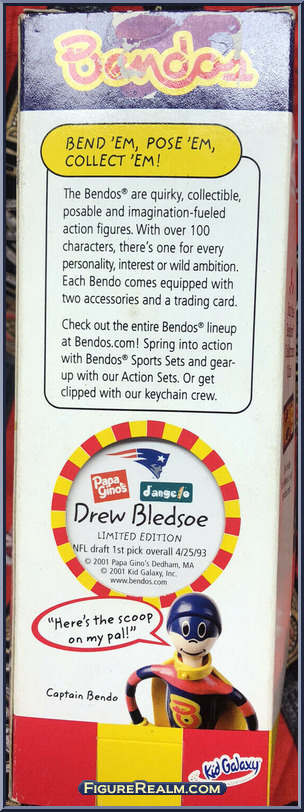 Bendos
BEND 'EM, POSE 'EM,
COLLECT 'EM!
The Bendos® are quirky, collectible,
posable and imagination-fueled
action figures. With over 100
characters, there's one for every
personality, interest or wild ambition.
Each Bendo comes equipped with
two accessories and a trading card.
Check out the entire Bendos® lineup
at Bendos.com! Spring into action
with Bendos® Sports Sets and gear-
up with our Action Sets. Or get
clipped with our keychain crew.
Papa
Gino's
d'angelo
Drew Bledsoe
LIMITED EDITION
NFL draft 1st pick overall 4/25/93
© 2001 Papa Gino's Dedham, MA
© 2001 Kid Galaxy, Inc.
www.bendos.com
"Here's the scoop
on my pal!"
Captain Bendo
B
Kid Galaxy
FIGUREREALM.COM